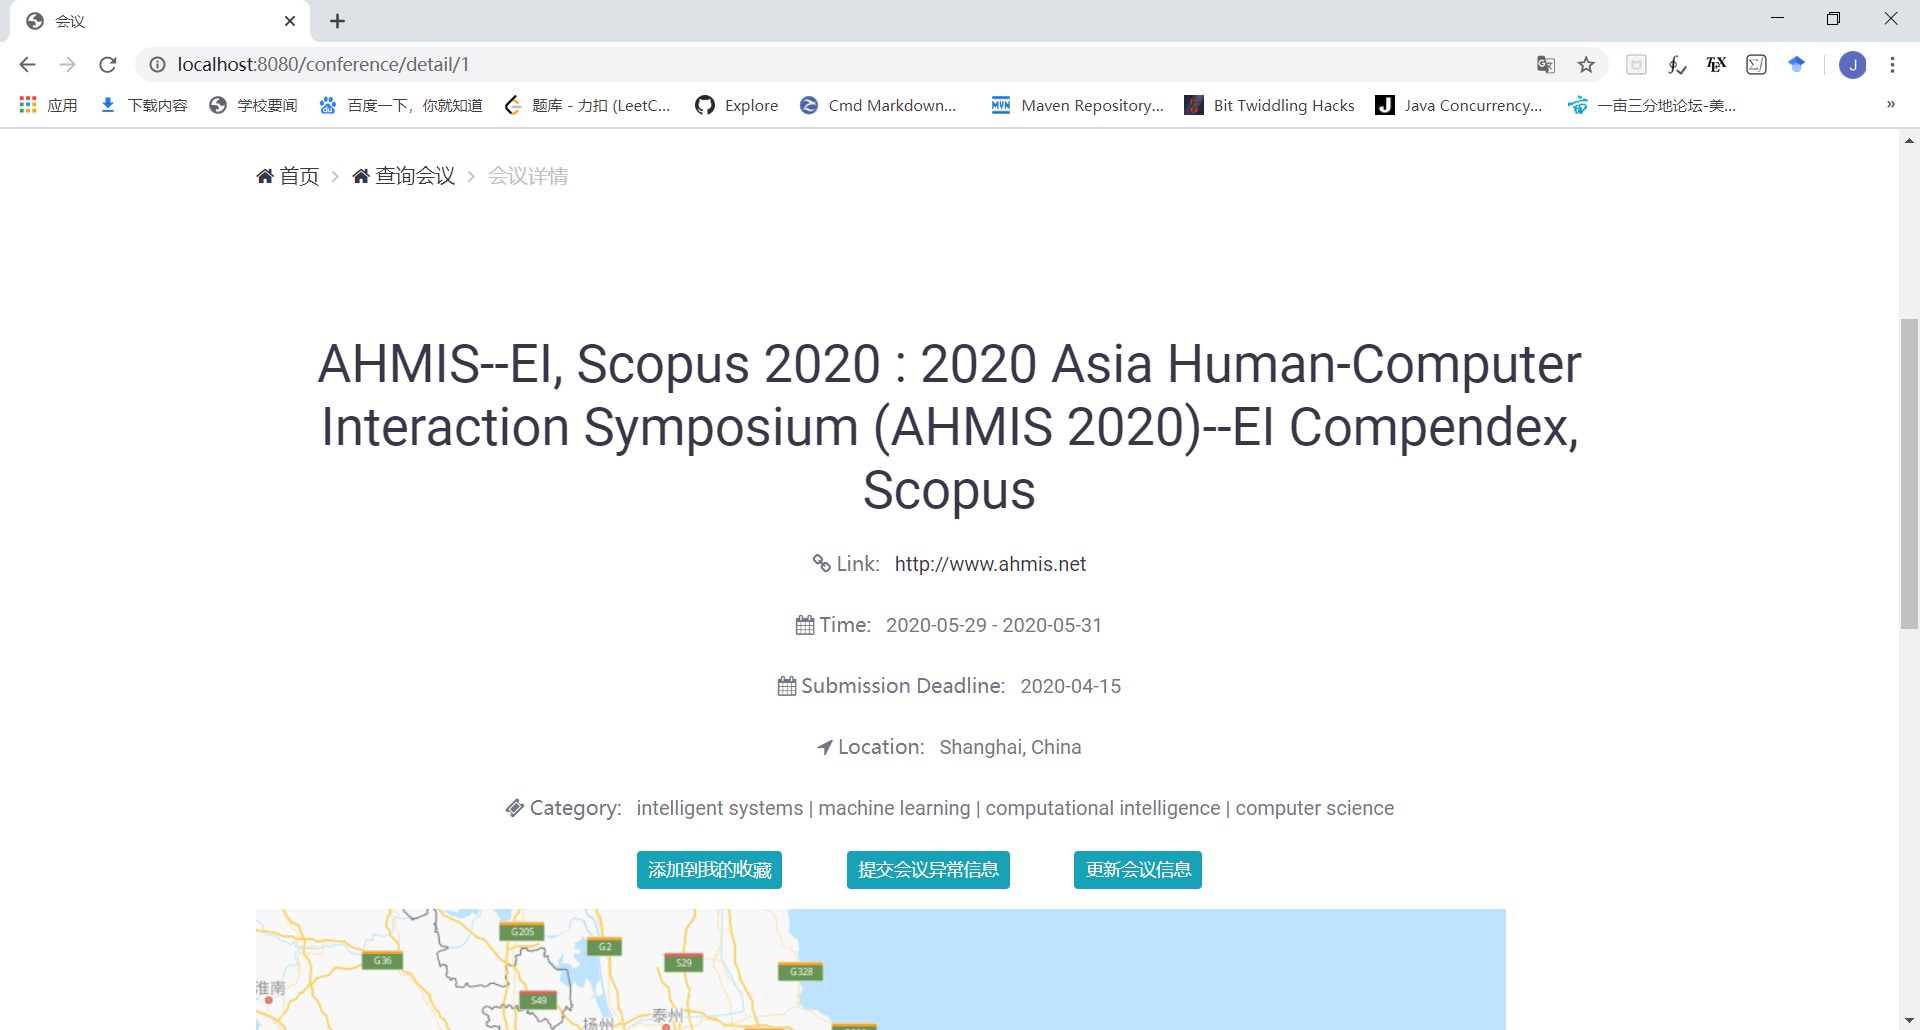 会议
localhost:8080/conference/detail/1
J
应用 下载内容 学校要闻 百度一下，你就知道 题库 - 力扣 (LeetC... Explore Cmd Markdown... MVN Maven Repository... Bit Twiddling Hacks J Java Concurrency... 一亩三分地论坛-美... »
首页 > 查询会议 > 会议详情
AHMIS--EI, Scopus 2020 : 2020 Asia Human-Computer
Interaction Symposium (AHMIS 2020)--EI Compendex,
Scopus
Link: http://www.ahmis.net
Time: 2020-05-29 - 2020-05-31
Submission Deadline: 2020-04-15
Location: Shanghai, China
Category: intelligent systems | machine learning | computational intelligence | computer science
添加到我的收藏 提交会议异常信息 更新会议信息
G205
G2
G36
S29
G328
淮南
S49
泰州
扬州